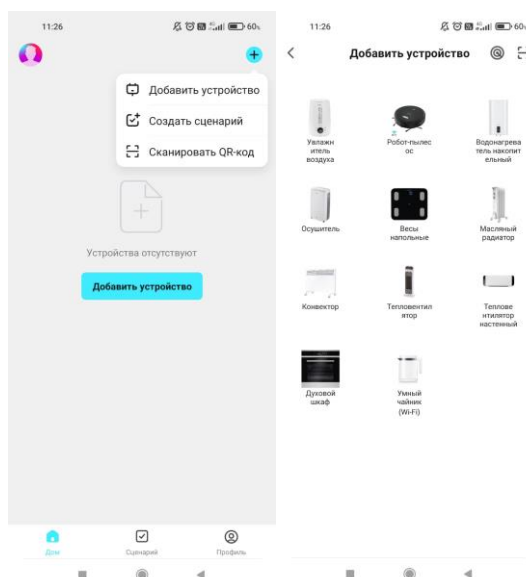 11:26
60
Добавить устройство
Создать сценарий
Сканировать QR-код
Устройства отсутствуют
Добавить устройство
Дом
Сценарий
Профиль
11:26
60
Добавить устройство
Увлажн
итель
воздуха
Робот-пылес
ос
Водонагрева
тель накопит
ельный
Осушитель
Весы
напольные
Масляный
радиатор
Конвектор
Тепловентил
ятор
Теплове
нтилятор
настенный
Духовой
шкаф
Умный
чайник
(Wi-Fi)